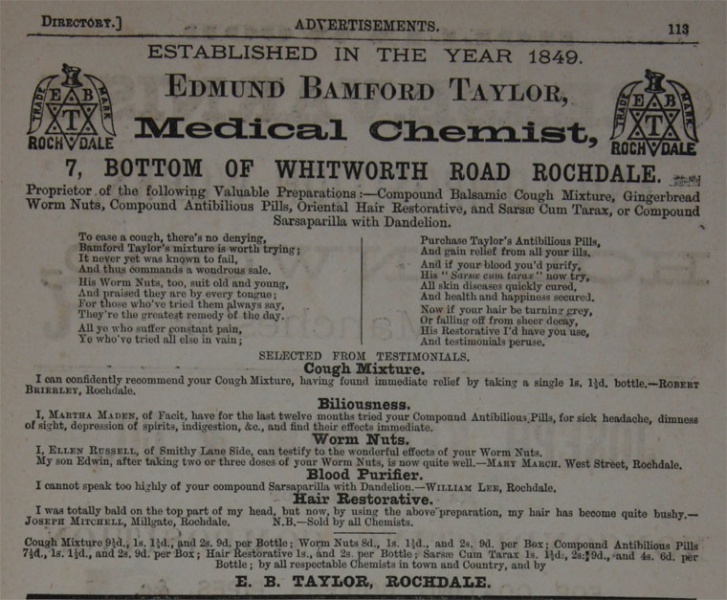 DIRECTORY.] ADVERTISEMENTS. 113
ESTABLISHED IN THE YEAR 1849.
EDMUND BAMFORD TAYLOR,
TRADE MARK
E B
T
ROCHDALE
TRADE MARK
E B
T
ROCHDALE
Medical Chemist,
7, BOTTOM OF WHITWORTH ROAD ROCHDALE.
Proprietor of the following Valuable Preparations :—Compound Balsamic Cough Mixture, Gingerbread
Worm Nuts, Compound Antibilious Pills, Oriental Hair Restorative, and Sarsæ Cum Tarax, or Compound
Sarsaparilla with Dandelion.
To ease a cough, there's no denying,
Bamford Taylor's mixture is worth trying;
It never yet was known to fail,
And thus commands a wondrous sale.
His Worm Nuts, too, suit old and young,
And praised they are by every tongue;
For those who've tried them always say,
They're the greatest remedy of the day.
All ye who suffer constant pain,
Ye who've tried all else in vain;
Purchase Taylor's Antibilious Pills,
And gain relief from all your ills.
And if your blood you'd purify,
His "Sarsæ cum tarax" now try,
All skin diseases quickly cured,
And health and happiness secured.
Now if your hair be turning grey,
Or falling off from sheer decay,
His Restorative I'd have you use,
And testimonials peruse.
SELECTED FROM TESTIMONIALS.
Cough Mixture.
I can confidently recommend your Cough Mixture, having found immediate relief by taking a single 1s. 1½d. bottle.—ROBERT
BRIERLEY, Rochdale.
Biliousness.
I, MARTHA MADEN, of Facit, have for the last twelve months tried your Compound Antibilious Pills, for sick headache, dimness
of sight, depression of spirits, indigestion, &c., and find their effects immediate.
Worm Nuts.
I, ELLEN RUSSELL, of Smithy Lane Side, can testify to the wonderful effects of your Worm Nuts.
My son Edwin, after taking two or three doses of your Worm Nuts, is now quite well.—MARY MARCH. West Street, Rochdale.
Blood Purifier.
I cannot speak too highly of your compound Sarsaparilla with Dandelion.—WILLIAM LEE, Rochdale.
Hair Restorative.
I was totally bald on the top part of my head, but now, by using the above preparation, my hair has become quite bushy.—
JOSEPH MITCHELL, Millgate, Rochdale. N.B.—Sold by all Chemists.
Cough Mixture 9½d., 1s. 1½d., and 2s. 9d. per Bottle; Worm Nuts 8d., 1s. 1½d., and 2s. 9d. per Box; Compound Antibilious Pills
7½d., 1s. 1½d., and 2s. 9d. per Box; Hair Restorative 1s., and 2s. per Bottle; Sarsæ Cum Tarax 1s. 1½d., 2s. 9d., and 4s. 6d. per
Bottle; by all respectable Chemists in town and Country, and by
E. B. TAYLOR, ROCHDALE.